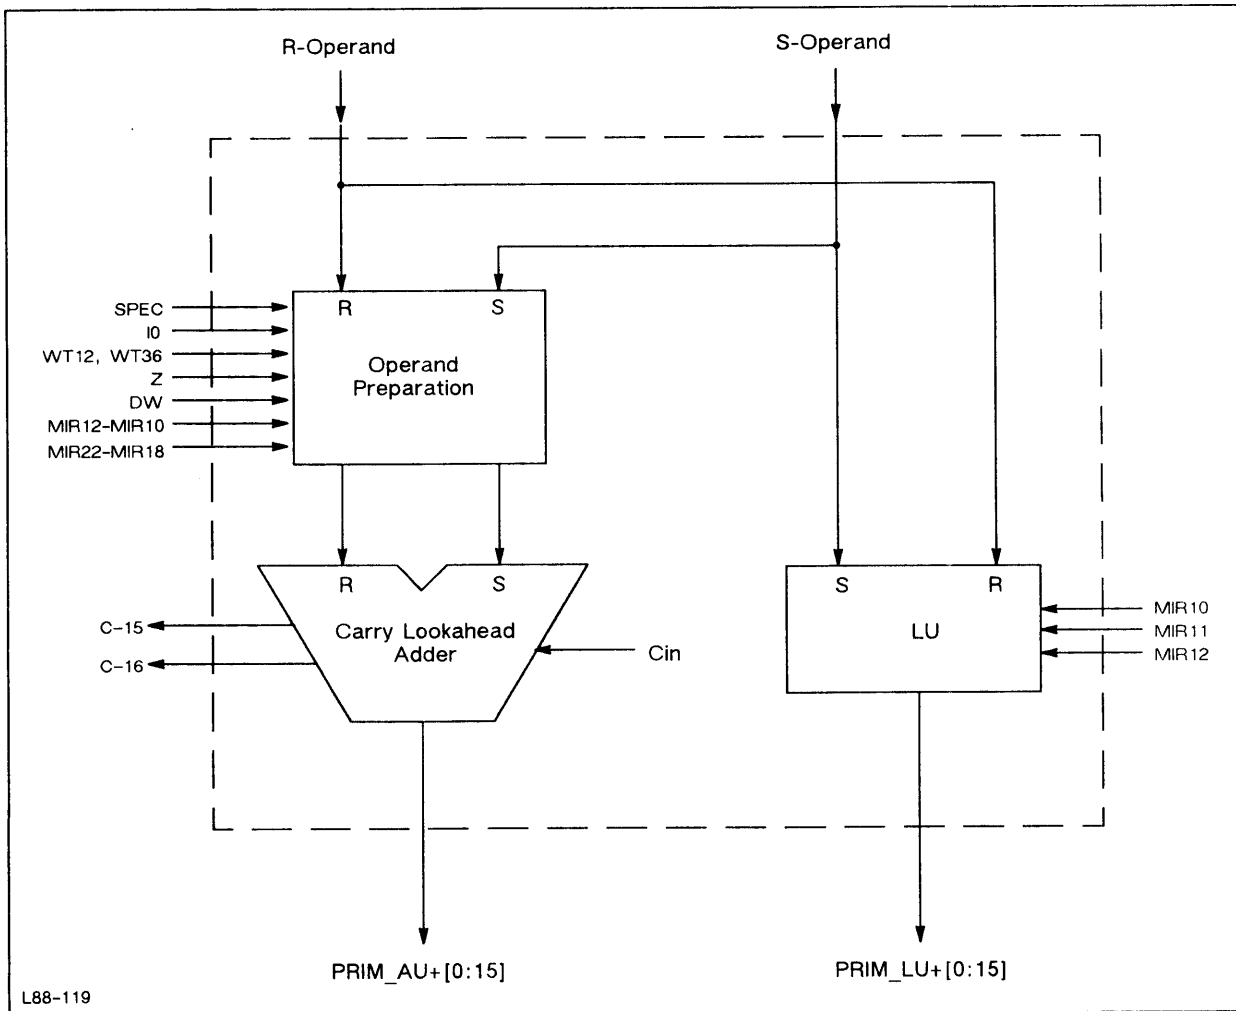 R-Operand
S-Operand
SPEC
I0
WT12, WT36
Z
DW
MIR12-MIR10
MIR22-MIR18
R
S
Operand
Preparation
R
S
Carry Lookahead
Adder
C-15
C-16
Cin
S
R
LU
MIR10
MIR11
MIR12
PRIM_AU+[0:15]
PRIM_LU+[0:15]
L88-119